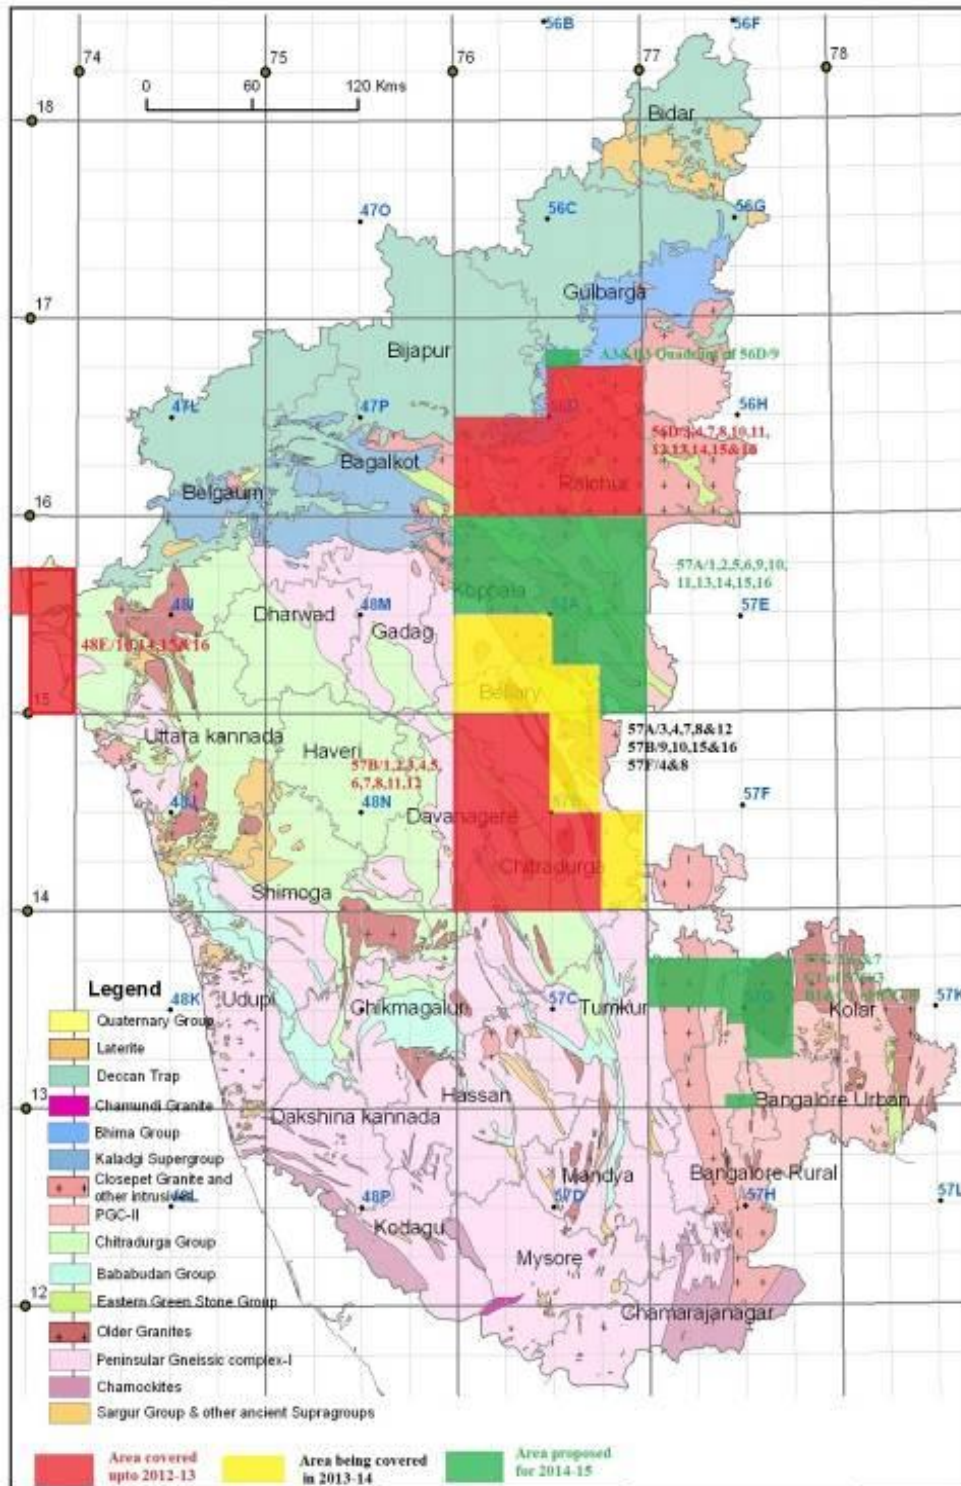 56B
56F
74
75
76
77
78
0
60
120 Kms
18
Bidar
47O
56C
56G
Gulbarga
17
Bijapur
A3&B3 Quadrant of 56D/9
47L
47P
56D
56H
56D/3,4,7,8,10,11,
12,13,14,15&16
Bagalkot
Raichur
Belgaum
16
57A/1,2,5,6,9,10,
11,13,14,15,16
Koppala
48I
Dharwad
48M
57A
57E
Gadag
48E/10,14,15&16
Bellary
15
Uttara kannada
57A/3,4,7,8&12
57B/9,10,15&16
57F/4&8
Haveri
57B/1,2,3,4,5,
6,7,8,11,12
48J
48N
57B
57F
Davanagere
Chitradurga
Shimoga
14
Legend
48K
Udupi
Chikmagalur
57C
Tumkur
57G
Kolar
57K
Quaternary Group
Laterite
Deccan Trap
Hassan
13
Chamundi Granite
Dakshina kannada
Bangalore Urban
Bhima Group
Kaladgi Supergroup
Mandya
Bangalore Rural
Closepet Granite and
other intrusives
48L
48P
57D
57H
57L
PGC-II
Kodagu
Chitradurga Group
Mysore
Bababudan Group
12
Eastern Green Stone Group
Chamarajanagar
Older Granites
Peninsular Gneissic complex-I
Charnockites
Sargur Group & other ancient Supragroups
Area covered
upto 2012-13
Area being covered
in 2013-14
Area proposed
for 2014-15